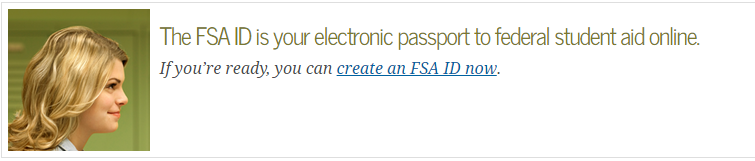 The FSA ID is your electronic passport to federal student aid online.
If you’re ready, you can create an FSA ID now.